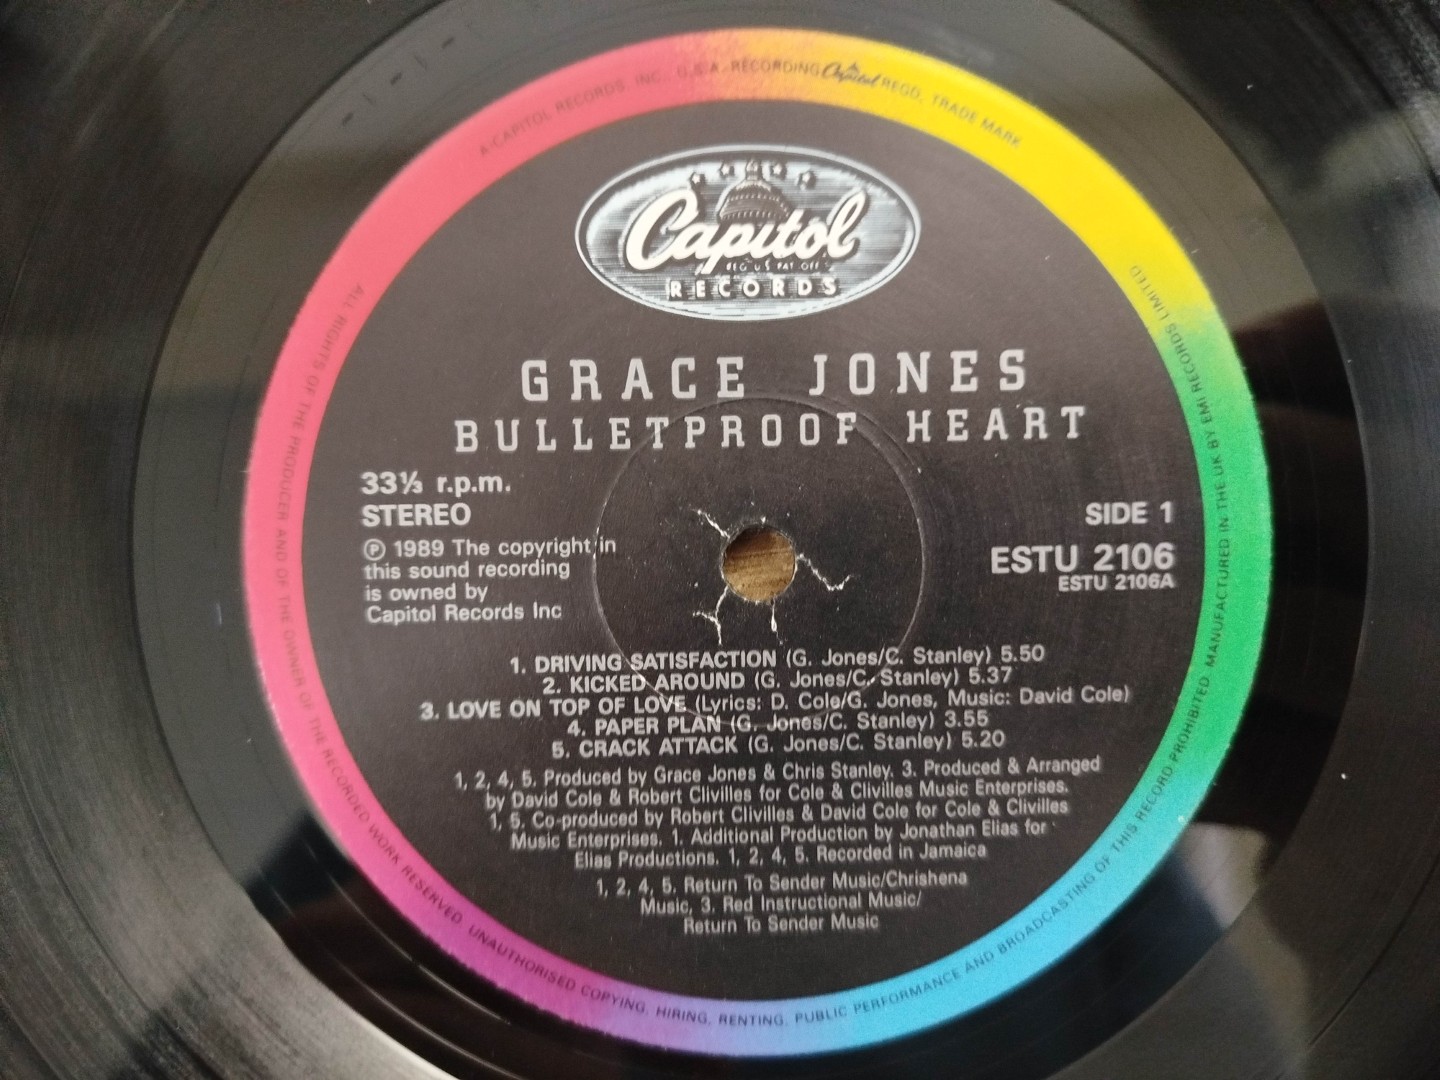 A CAPITOL RECORDS, INC., U.S.A. RECORDING Capitol REGD. TRADE MARK
Capitol
REG U S PAT OFF
RECORDS
GRACE JONES
BULLETPROOF HEART
33⅓ r.p.m.
STEREO
Ⓟ 1989 The copyright in
this sound recording
is owned by
Capitol Records Inc
SIDE 1
ESTU 2106
ESTU 2106A
1. DRIVING SATISFACTION (G. Jones/C. Stanley) 5.50
2. KICKED AROUND (G. Jones/C. Stanley) 5.37
3. LOVE ON TOP OF LOVE (Lyrics: D. Cole/G. Jones, Music: David Cole)
4. PAPER PLAN (G. Jones/C. Stanley) 3.55
5. CRACK ATTACK (G. Jones/C. Stanley) 5.20
1, 2, 4, 5. Produced by Grace Jones & Chris Stanley. 3. Produced & Arranged
by David Cole & Robert Clivilles for Cole & Clivilles Music Enterprises.
1, 5. Co-produced by Robert Clivilles & David Cole for Cole & Clivilles
Music Enterprises. 1. Additional Production by Jonathan Elias for
Elias Productions. 1, 2, 4, 5. Recorded in Jamaica
1, 2, 4, 5. Return To Sender Music/Chrishena
Music, 3. Red Instructional Music/
Return To Sender Music
ALL RIGHTS OF THE PRODUCER AND OF THE OWNER OF THE RECORDED WORK RESERVED. UNAUTHORISED COPYING, HIRING, RENTING, PUBLIC PERFORMANCE AND BROADCASTING OF THIS RECORD PROHIBITED. MANUFACTURED IN THE UK BY EMI RECORDS LIMITED